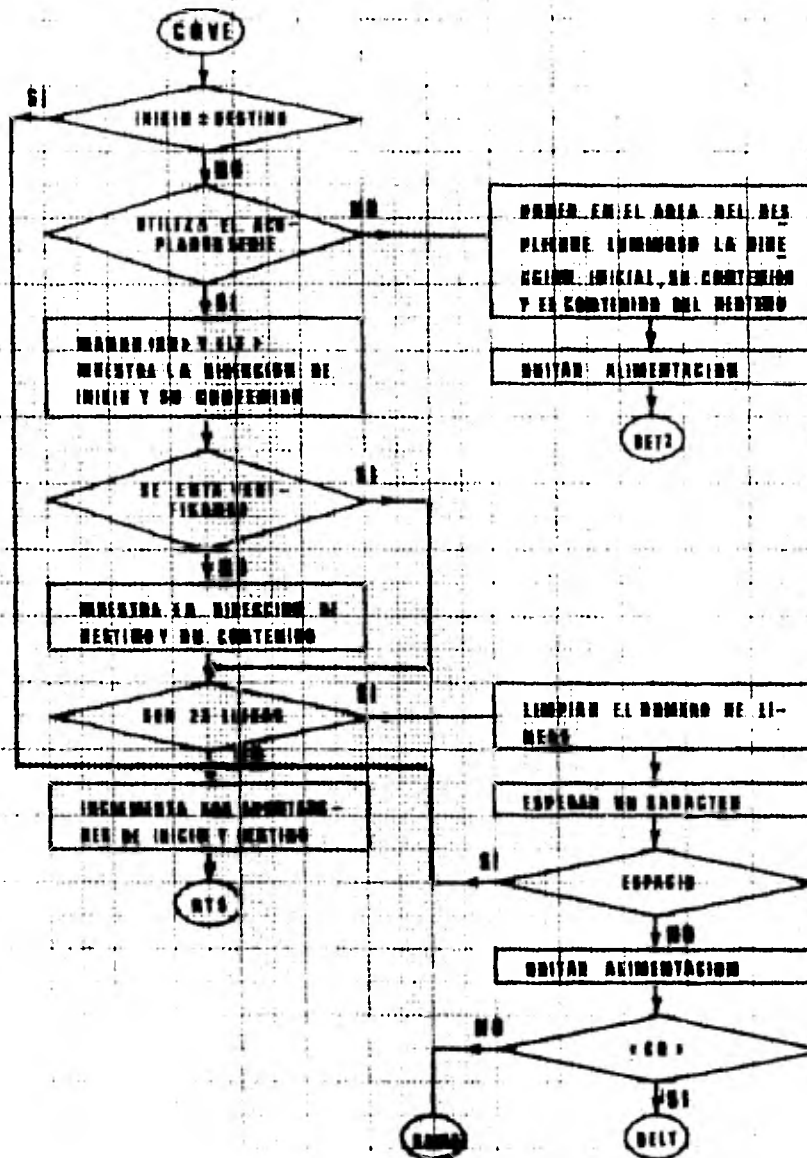 SI
INICIO = DESTINO
NO
UTILIZA EL ACO-
PLADOR SERIE
NO
SI
PONER EN EL AREA DEL DES
PLIEGUE LUMINOSO LA DIRE
CCION INICIAL, SU CONTENIDO
Y EL CONTENIDO DEL DESTINO
QUITAR ALIMENTACION
MUESTRA LA DIRECCION DE
INICIO Y SU CONTENIDO
SE ESTA VERI-
FICANDO
SI
NO
MUESTRA LA DIRECCION DE
DESTINO Y SU CONTENIDO
SON LINEAS
SI
NO
LIMPIAR EL NUMERO DE LI-
NEAS
ESPERAR UN CARACTER
INCREMENTA LOS APUNTADO-
RES DE INICIO Y DESTINO
RTS
SI
ESPACIO
NO
QUITAR ALIMENTACION
NO
< CR >
SI